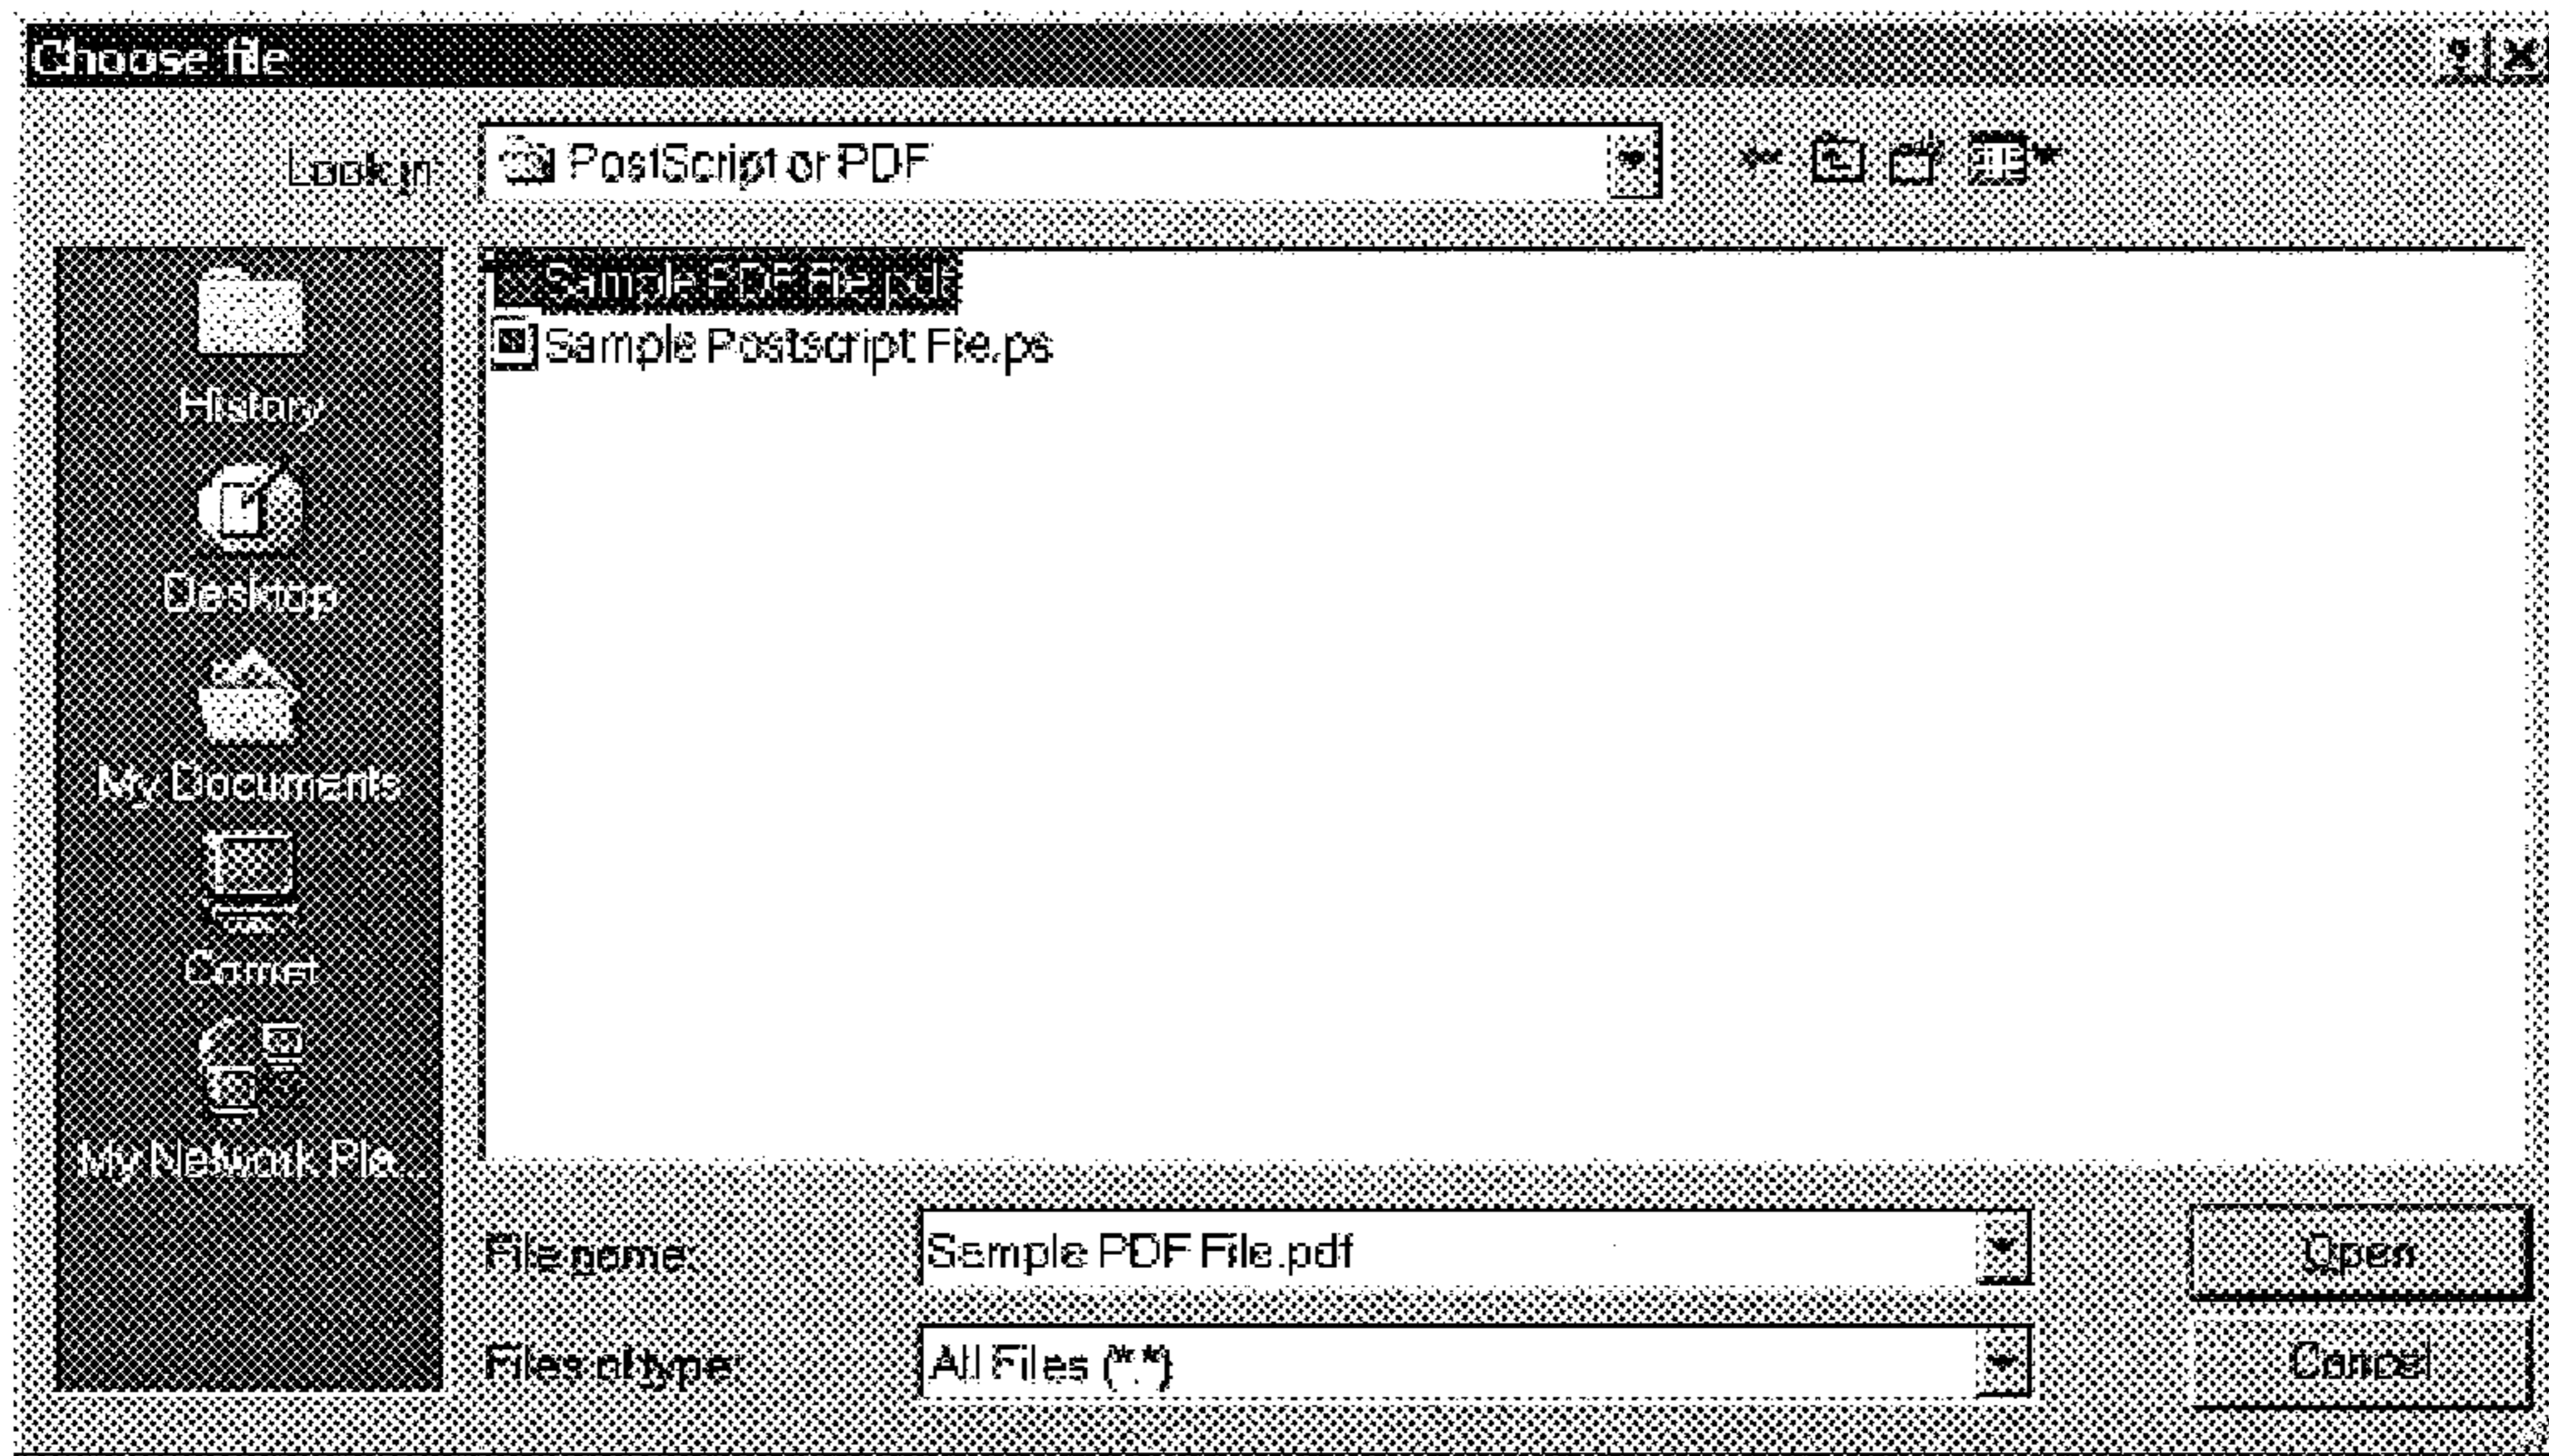 Choose file
Look in:
PostScript or PDF
Sample PDF File.pdf
Sample Postscript File.ps
History
Desktop
My Documents
Comet
My Network Pla...
File name:
Sample PDF File.pdf
Open
Files of type:
All Files (*.*)
Cancel